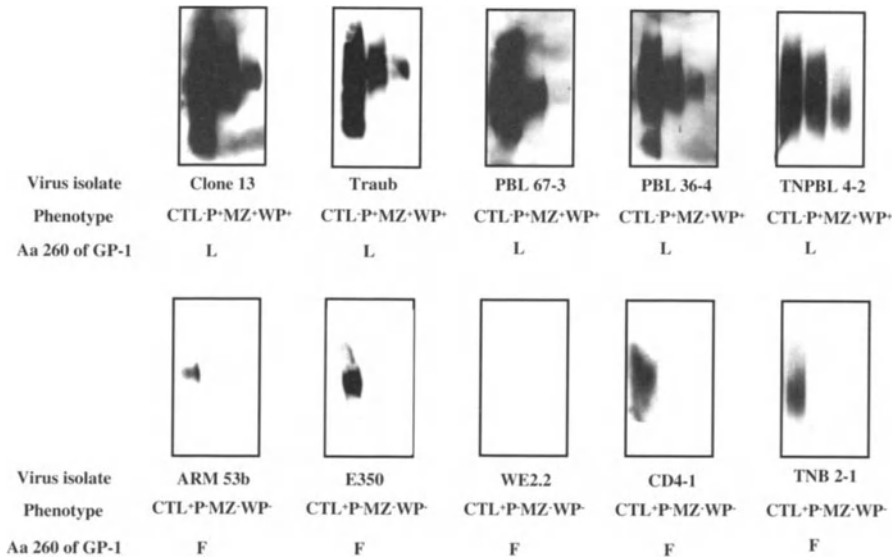 Virus isolate Clone 13 Traub PBL 67-3 PBL 36-4 TNPBL 4-2
Phenotype CTL⁻P⁺MZ⁺WP⁺ CTL⁻P⁺MZ⁺WP⁺ CTL⁻P⁺MZ⁺WP⁺ CTL⁻P⁺MZ⁺WP⁺ CTL⁻P⁺MZ⁺WP⁺
Aa 260 of GP-1 L L L L L
Virus isolate ARM 53b E350 WE2.2 CD4-1 TNB 2-1
Phenotype CTL⁺P⁻MZ⁻WP⁻ CTL⁺P⁻MZ⁻WP⁻ CTL⁺P⁻MZ⁻WP⁻ CTL⁺P⁻MZ⁻WP⁻ CTL⁺P⁻MZ⁻WP⁻
Aa 260 of GP-1 F F F F F